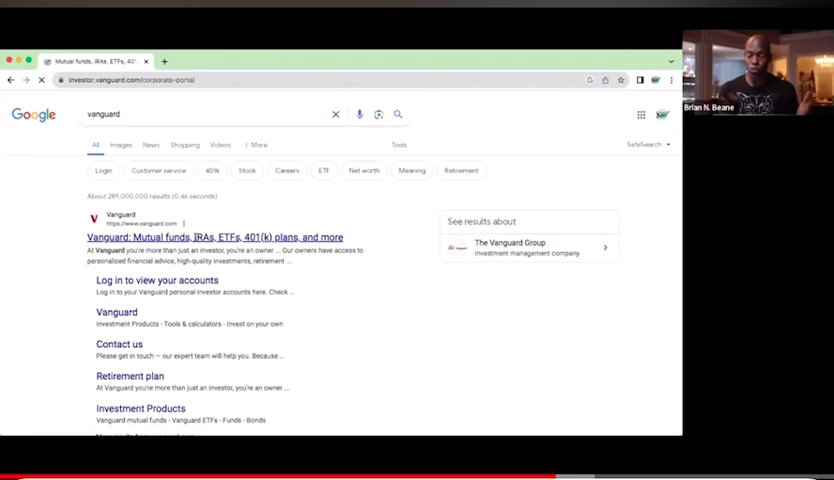 Mutual funds, IRAs, ETFs, 401(
investor.vanguard.com/corporate-portal
Brian N. Beane
Google
vanguard
All Images News Shopping Videos More Tools SafeSearch
Login Customer service 401k Stock Careers ETF Net worth Meaning Retirement
About 289,000,000 results (0.46 seconds)
Vanguard
https://www.vanguard.com
Vanguard: Mutual funds, IRAs, ETFs, 401(k) plans, and more
At Vanguard you're more than just an investor, you're an owner ... Our owners have access to
personalized financial advice, high-quality investments, retirement ...
See results about
The Vanguard Group
Investment management company
Log in to view your accounts
Log in to your Vanguard personal investor accounts here. Check ...
Vanguard
Investment Products - Tools & calculators - Invest on your own
Contact us
Please get in touch — our expert team will help you. Because ...
Retirement plan
At Vanguard you're more than just an investor, you're an owner ...
Investment Products
Vanguard mutual funds - Vanguard ETFs - Funds - Bonds